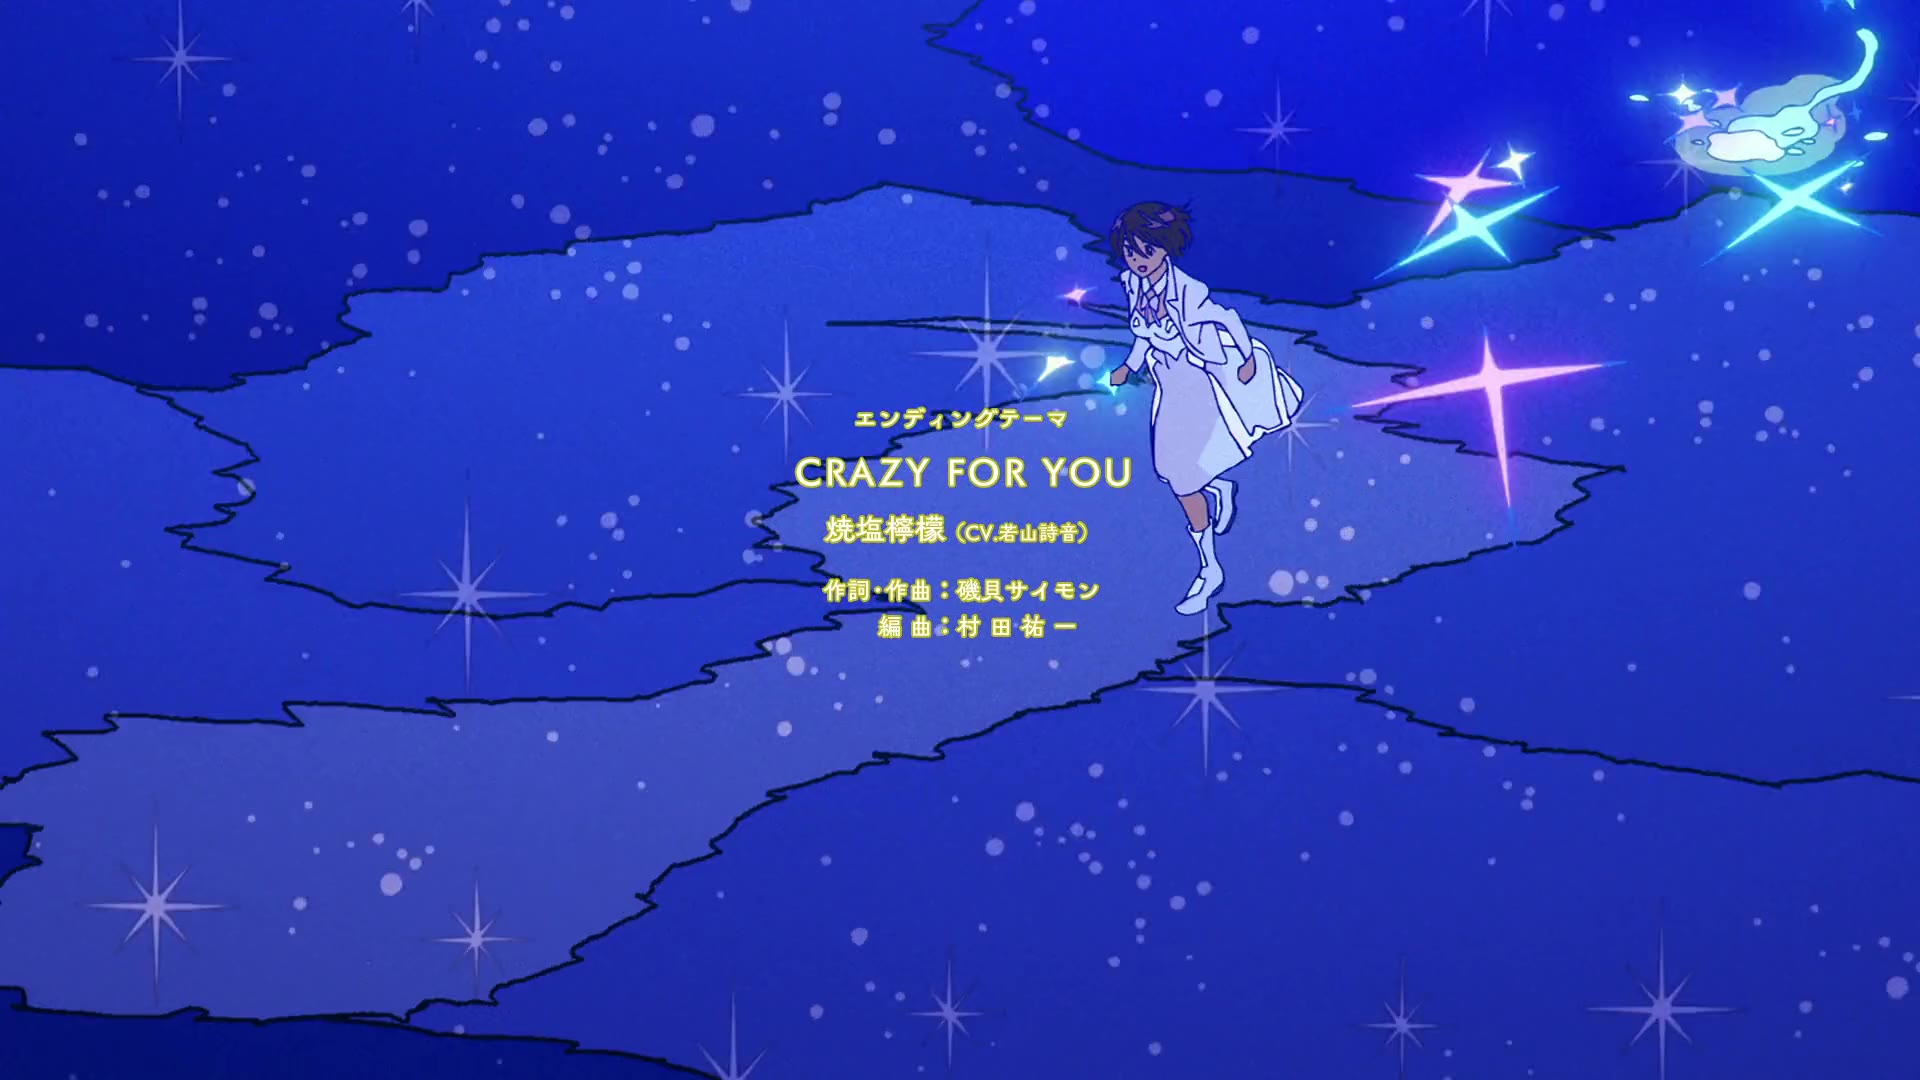 エンディングテーマ
CRAZY FOR YOU
焼塩檸檬（CV.若山詩音）
作詞・作曲：磯貝サイモン
編曲：村田祐一